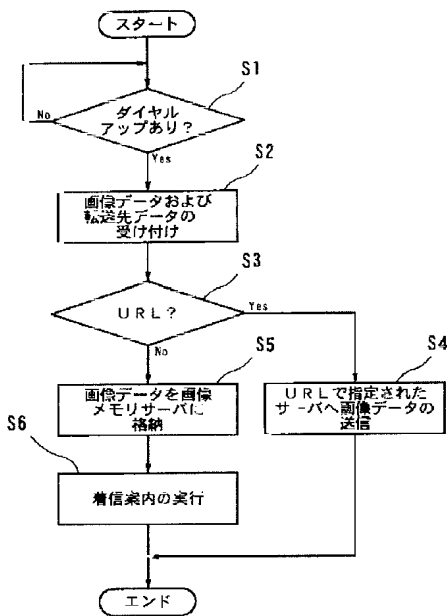 スタート
S1
ダイヤル
アップあり？
No
Yes
S2
画像データおよび
転送先データの
受け付け
S3
URL？
Yes
No
S5
S4
画像データを画像
メモリサーバに
格納
URLで指定された
サーバへ画像データの
送信
S6
着信案内の実行
エンド